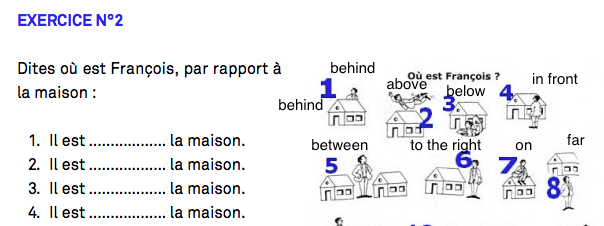 EXERCICE N°2
Dites où est François, par rapport à
la maison :
1. Il est .................. la maison.
2. Il est .................. la maison.
3. Il est .................. la maison.
4. Il est .................. la maison.
Où est François ?
behind
behind
1
above
2
below
3
in front
4
between
5
to the right
6
on
7
far
8